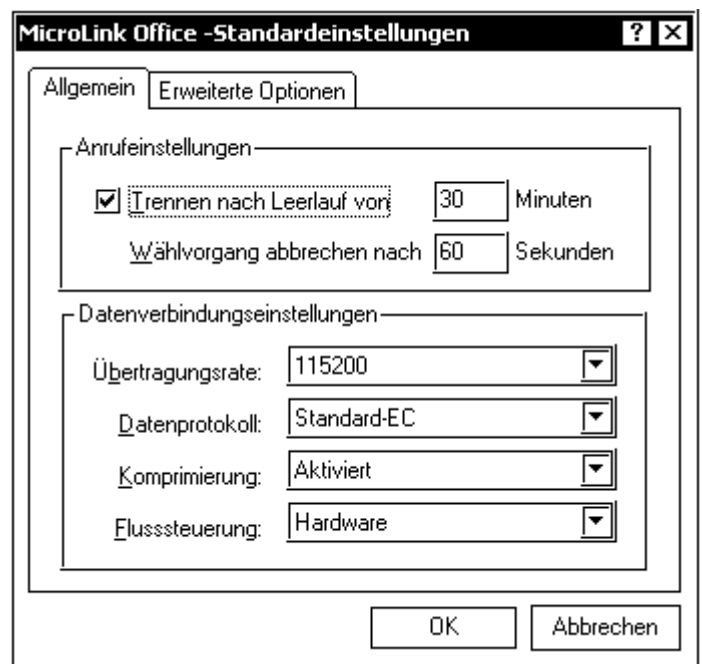 MicroLink Office -Standardeinstellungen ? X
Allgemein Erweiterte Optionen
Anrufeinstellungen
Trennen nach Leerlauf von 30 Minuten
Wählvorgang abbrechen nach 60 Sekunden
Datenverbindungseinstellungen
Übertragungsrate: 115200
Datenprotokoll: Standard-EC
Komprimierung: Aktiviert
Flusssteuerung: Hardware
OK Abbrechen